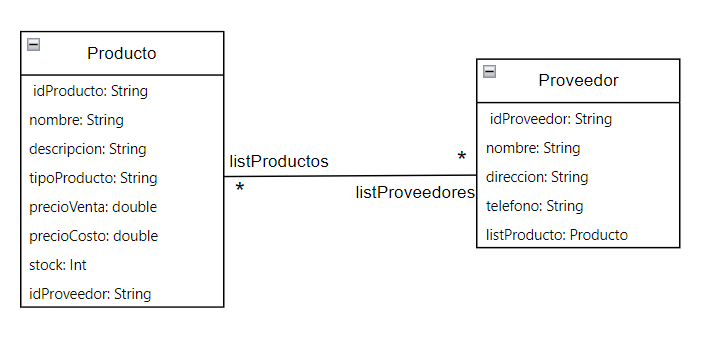 Producto
idProducto: String
nombre: String
descripcion: String
tipoProducto: String
precioVenta: double
precioCosto: double
stock: Int
idProveedor: String
listProductos
*
*
listProveedores
Proveedor
idProveedor: String
nombre: String
direccion: String
telefono: String
listProducto: Producto